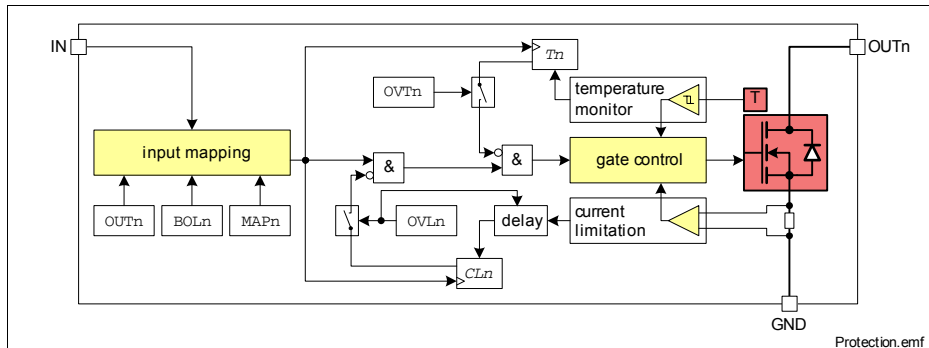 IN
OUTn
Tn
OVTn
temperature
monitor
T
input mapping
&
&
gate control
OUTn
BOLn
MAPn
OVLn
delay
current
limitation
CLn
GND
Protection.emf